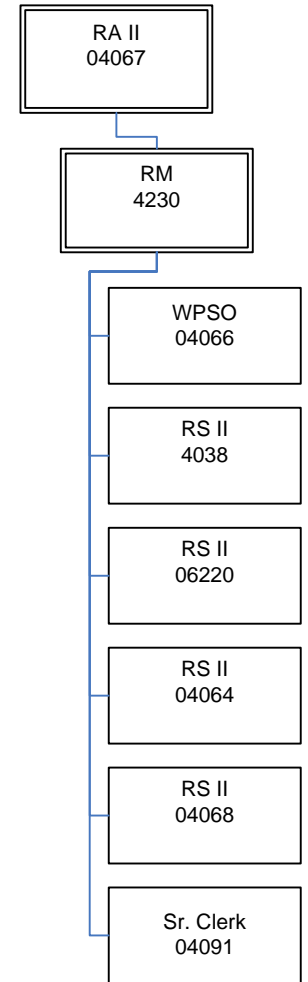 RA II
04067
RM
4230
WPSO
04066
RS II
4038
RS II
06220
RS II
04064
RS II
04068
Sr. Clerk
04091